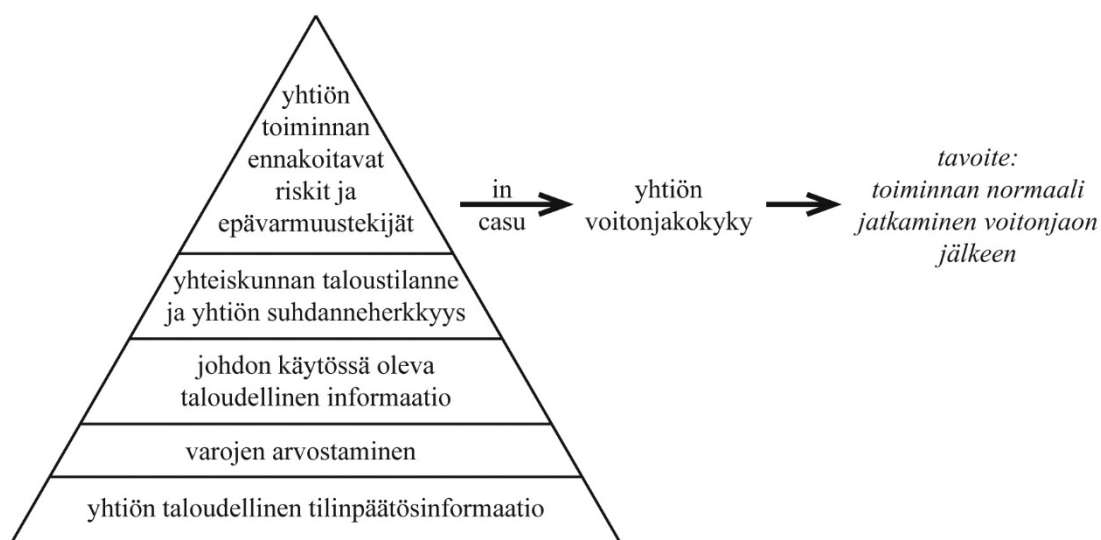 yhtiön
toiminnan
ennakoitavat
riskit ja
epävarmuustekijät
in
casu
yhtiön
voitonjakokyky
tavoite:
toiminnan normaali
jatkaminen voitonjaon
jälkeen
yhteiskunnan taloustilanne
ja yhtiön suhdanneherkkyys
johdon käytössä oleva
taloudellinen informaatio
varojen arvostaminen
yhtiön taloudellinen tilinpäätösinformaatio